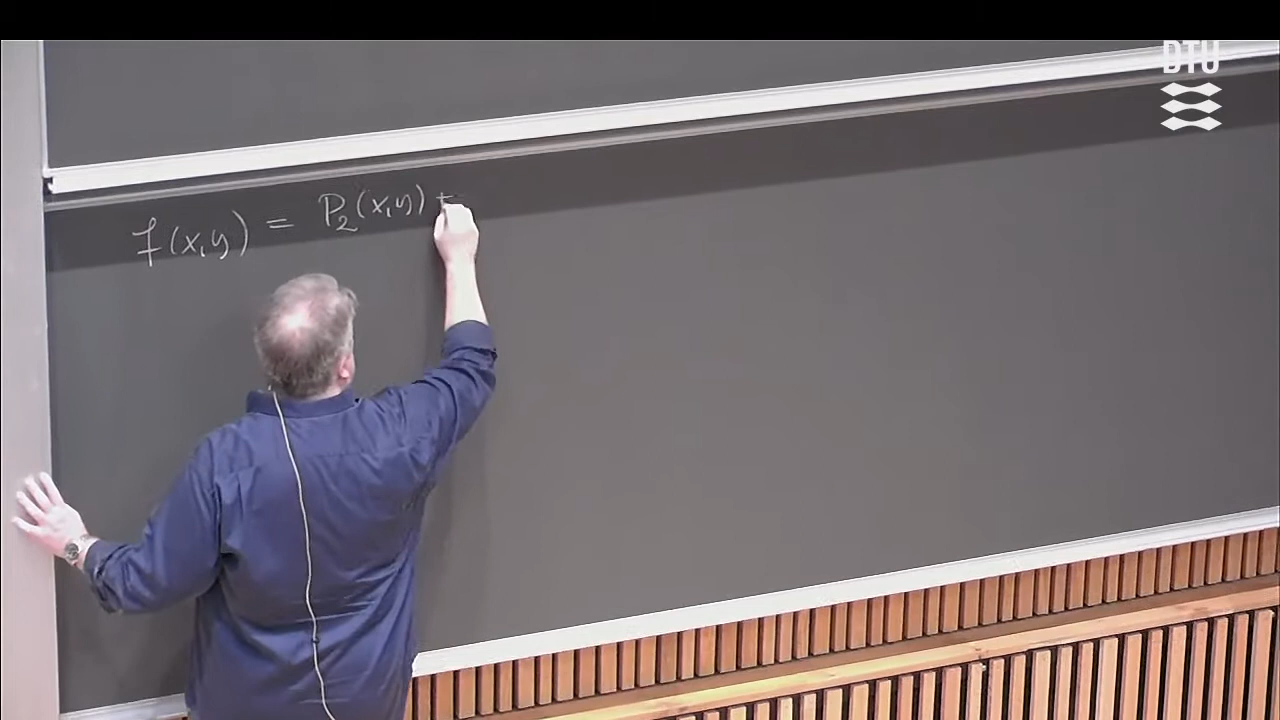 DTU
f(x,y) = P₂(x,y) +